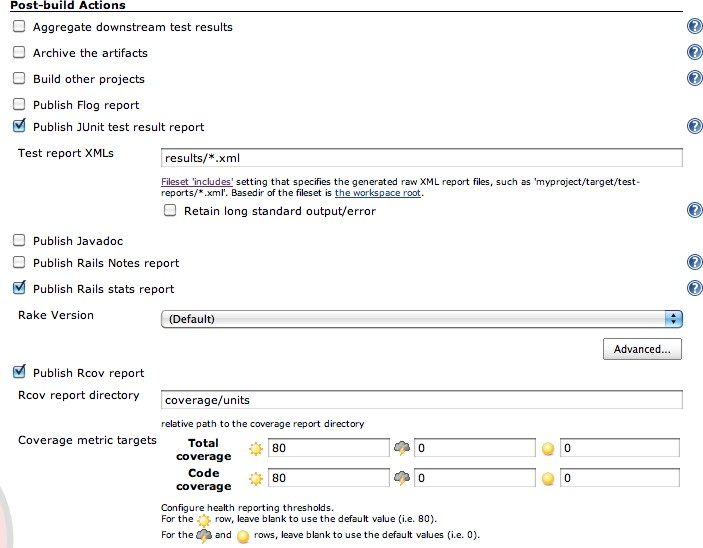 Post-build Actions
Aggregate downstream test results
Archive the artifacts
Build other projects
Publish Flog report
Publish JUnit test result report
Test report XMLs
results/*.xml
Fileset 'includes' setting that specifies the generated raw XML report files, such as 'myproject/target/test-
reports/*.xml'. Basedir of the fileset is the workspace root.
Retain long standard output/error
Publish Javadoc
Publish Rails Notes report
Publish Rails stats report
Rake Version
(Default)
Advanced...
Publish Rcov report
Rcov report directory
coverage/units
relative path to the coverage report directory
Coverage metric targets
Total
coverage
80
0
0
Code
coverage
80
0
0
Configure health reporting thresholds.
For the row, leave blank to use the default value (i.e. 80).
For the and rows, leave blank to use the default values (i.e. 0).